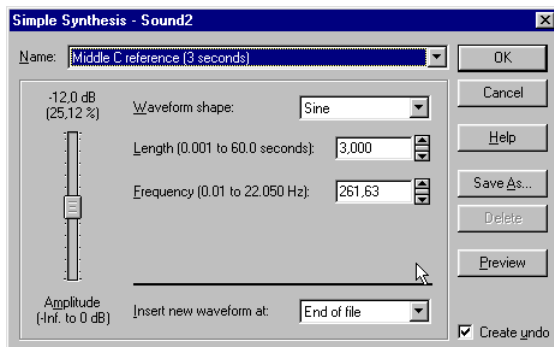 Simple Synthesis - Sound2
Name: Middle C reference (3 seconds)
OK
-12,0 dB
(25,12 %)
Waveform shape: Sine
Cancel
Length (0.001 to 60.0 seconds): 3,000
Help
Frequency (0.01 to 22.050 Hz): 261,63
Save As...
Delete
Preview
Amplitude
(-Inf. to 0 dB)
Insert new waveform at: End of file
Create undo